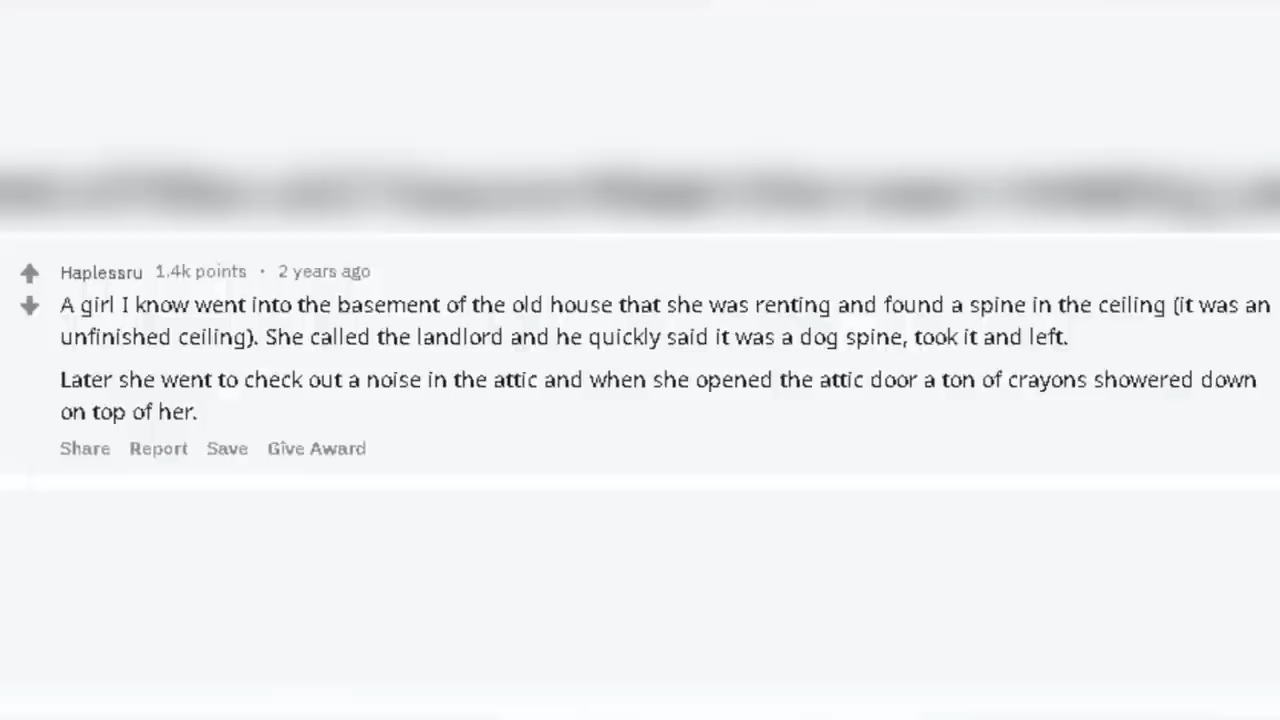 Haplessru 1.4k points · 2 years ago
A girl I know went into the basement of the old house that she was renting and found a spine in the ceiling (it was an
unfinished ceiling). She called the landlord and he quickly said it was a dog spine, took it and left.
Later she went to check out a noise in the attic and when she opened the attic door a ton of crayons showered down
on top of her.
Share Report Save Give Award